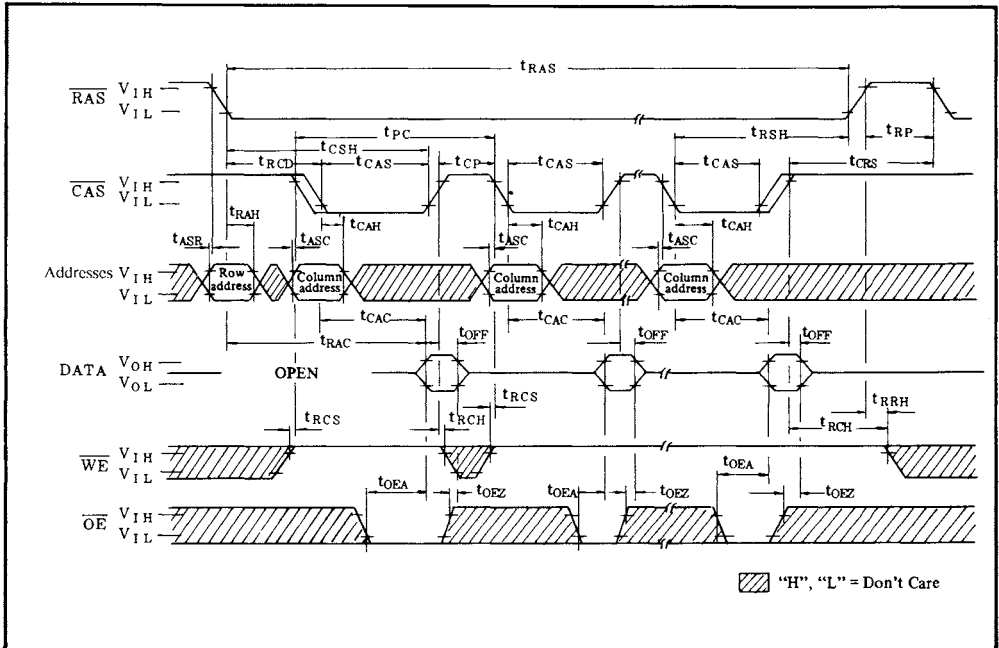 tRAS
RAS VIH
VIL
tPC tRSH tRP
tCSH
tRCD tCAS tCP tCAS tCAS tCRS
CAS VIH
VIL
tRAH tCAH tCAH tCAH
tASR tASC tASC tASC
Addresses VIH
VIL
Row address
Column address
Column address
Column address
tCAC tCAC tCAC
tRAC tOFF tOFF tOFF
DATA VOH
VOL
OPEN
tRCS tRCH tRCS tRRH
tRCH
WE VIH
VIL
tOEA tOEZ tOEA tOEZ tOEA tOEZ
OE VIH
VIL
"H", "L" = Don't Care